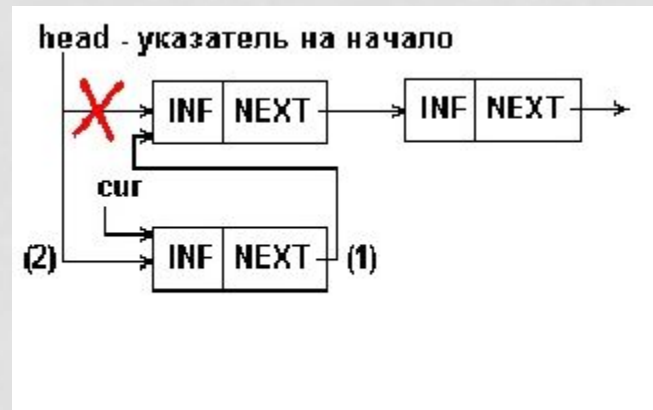 head - указатель на начало
INF NEXT INF NEXT
cur
(2) INF NEXT (1)